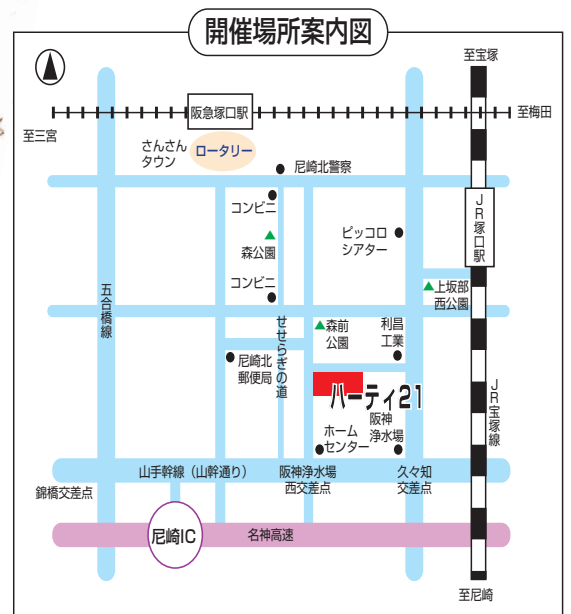 開催場所案内図
至宝塚
阪急塚口駅
至梅田
至三宮
さんさん
タウン
ロータリー
尼崎北警察
コンビニ
JR塚口駅
ピッコロ
シアター
森公園
コンビニ
上坂部
西公園
五合橋線
せせらぎの道
森前
公園
利昌
工業
尼崎北
郵便局
ハーティ21
JR宝塚線
阪神
浄水場
ホーム
センター
山手幹線(山幹通り)
阪神浄水場
西交差点
久々知
交差点
錦橋交差点
尼崎IC
名神高速
至尼崎